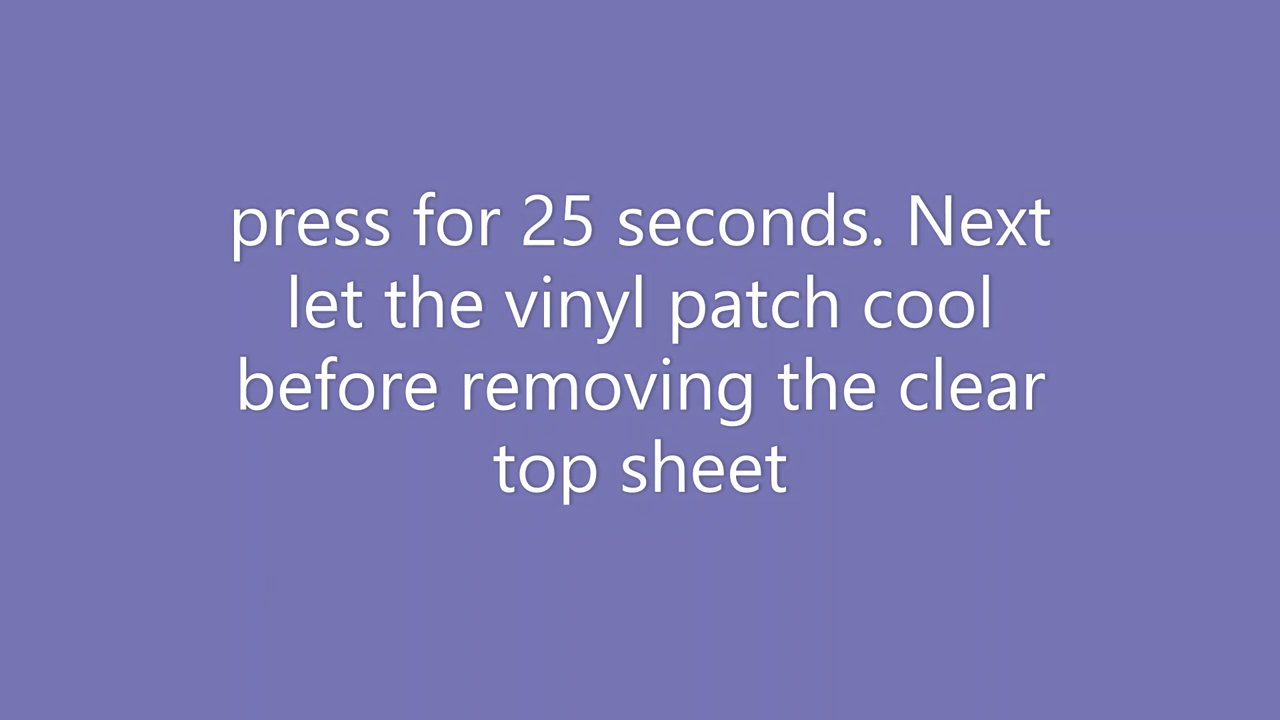 press for 25 seconds. Next
let the vinyl patch cool
before removing the clear
top sheet